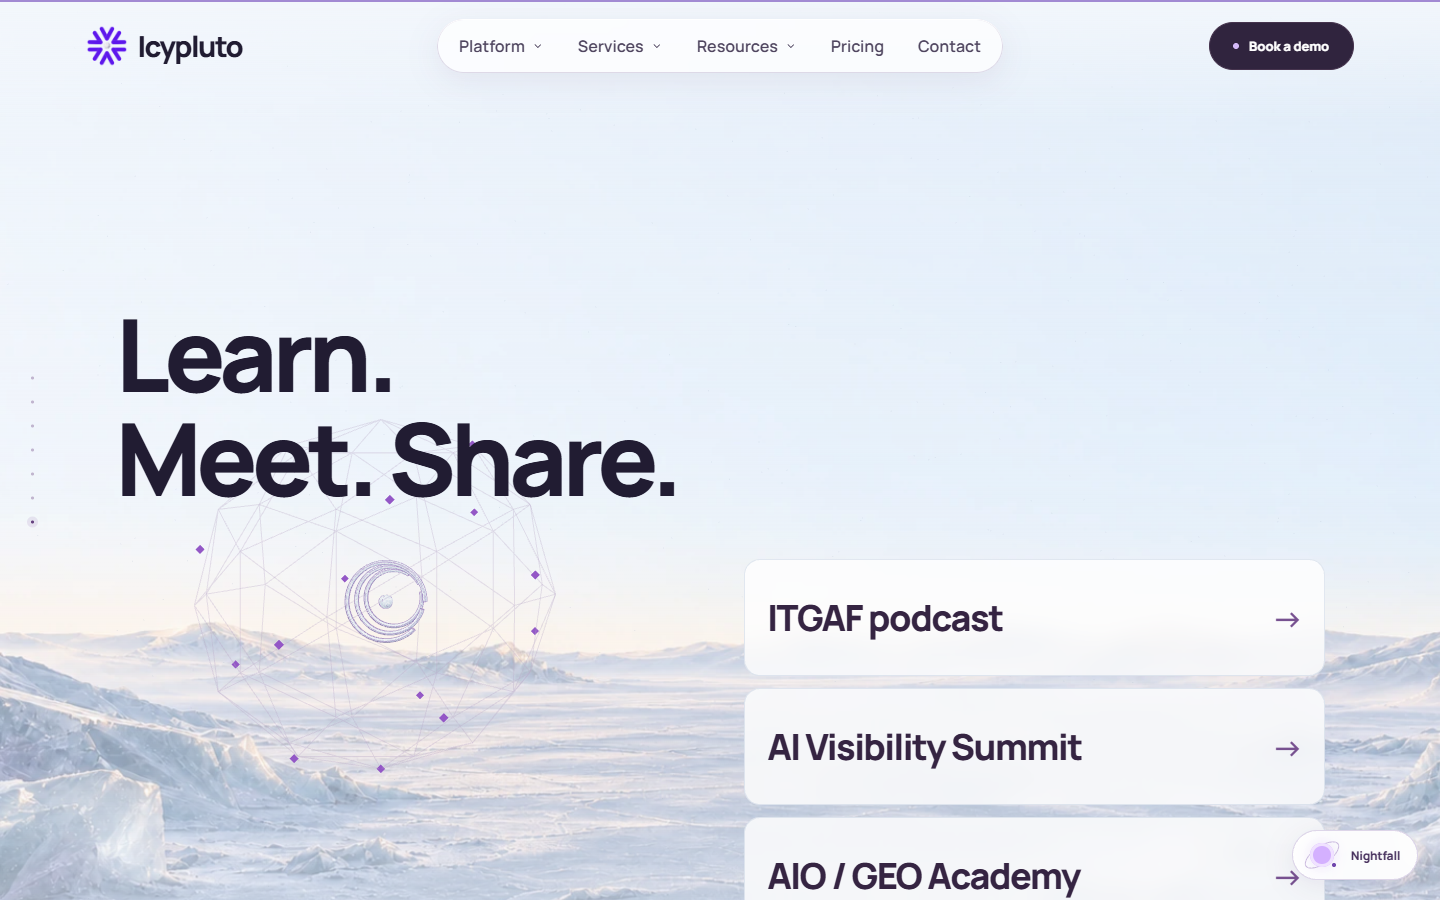 Icypluto
Platform
Services
Resources
Pricing
Contact
Book a demo
Learn.
Meet. Share.
ITGAF podcast
AI Visibility Summit
AIO / GEO Academy
Nightfall